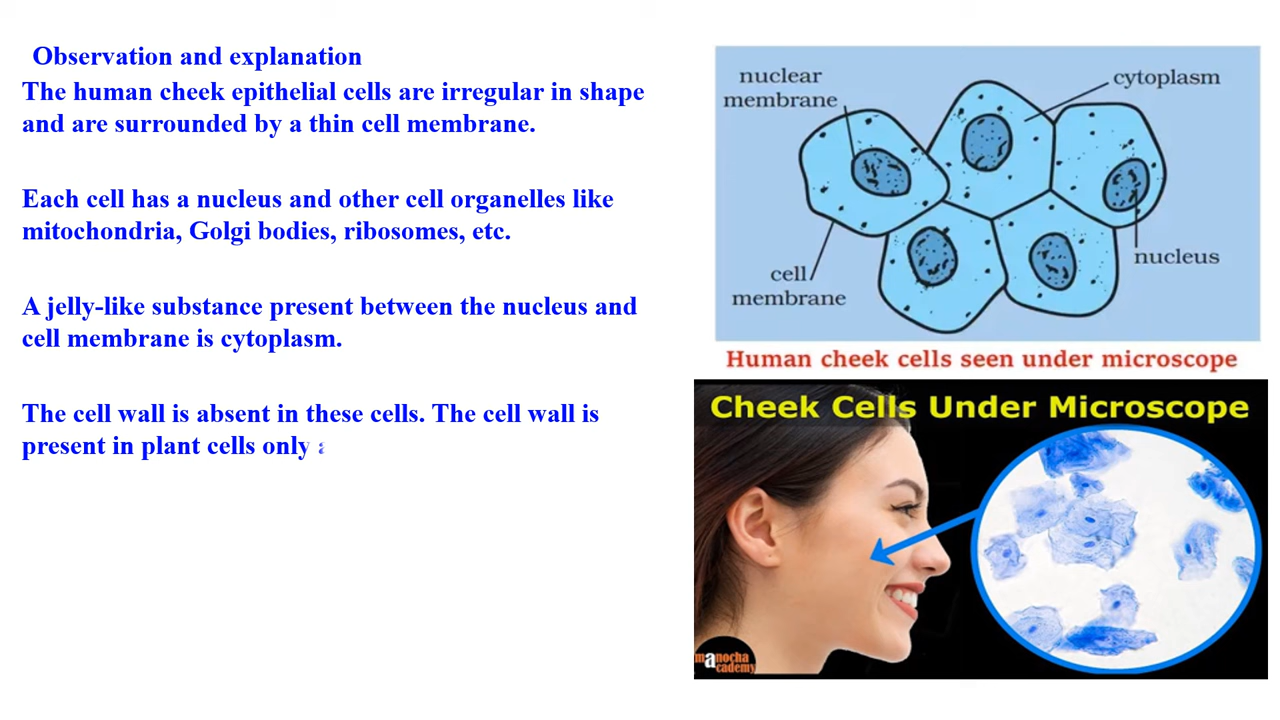 Observation and explanation
The human cheek epithelial cells are irregular in shape
and are surrounded by a thin cell membrane.
Each cell has a nucleus and other cell organelles like
mitochondria, Golgi bodies, ribosomes, etc.
A jelly-like substance present between the nucleus and
cell membrane is cytoplasm.
The cell wall is absent in these cells. The cell wall is
present in plant cells only
nuclear
membrane
cytoplasm
cell
membrane
nucleus
Human cheek cells seen under microscope
Cheek Cells Under Microscope
manocha
academy